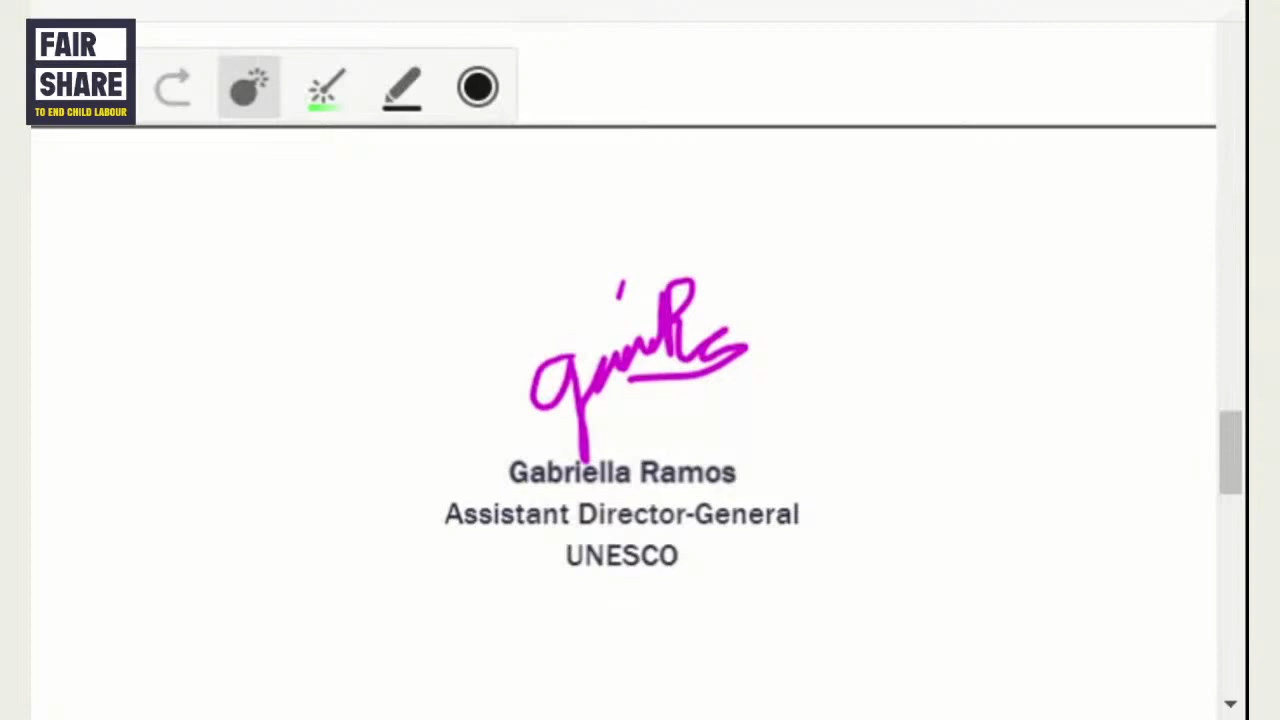 FAIR
SHARE
TO END CHILD LABOUR
Gabriella Ramos
Assistant Director-General
UNESCO